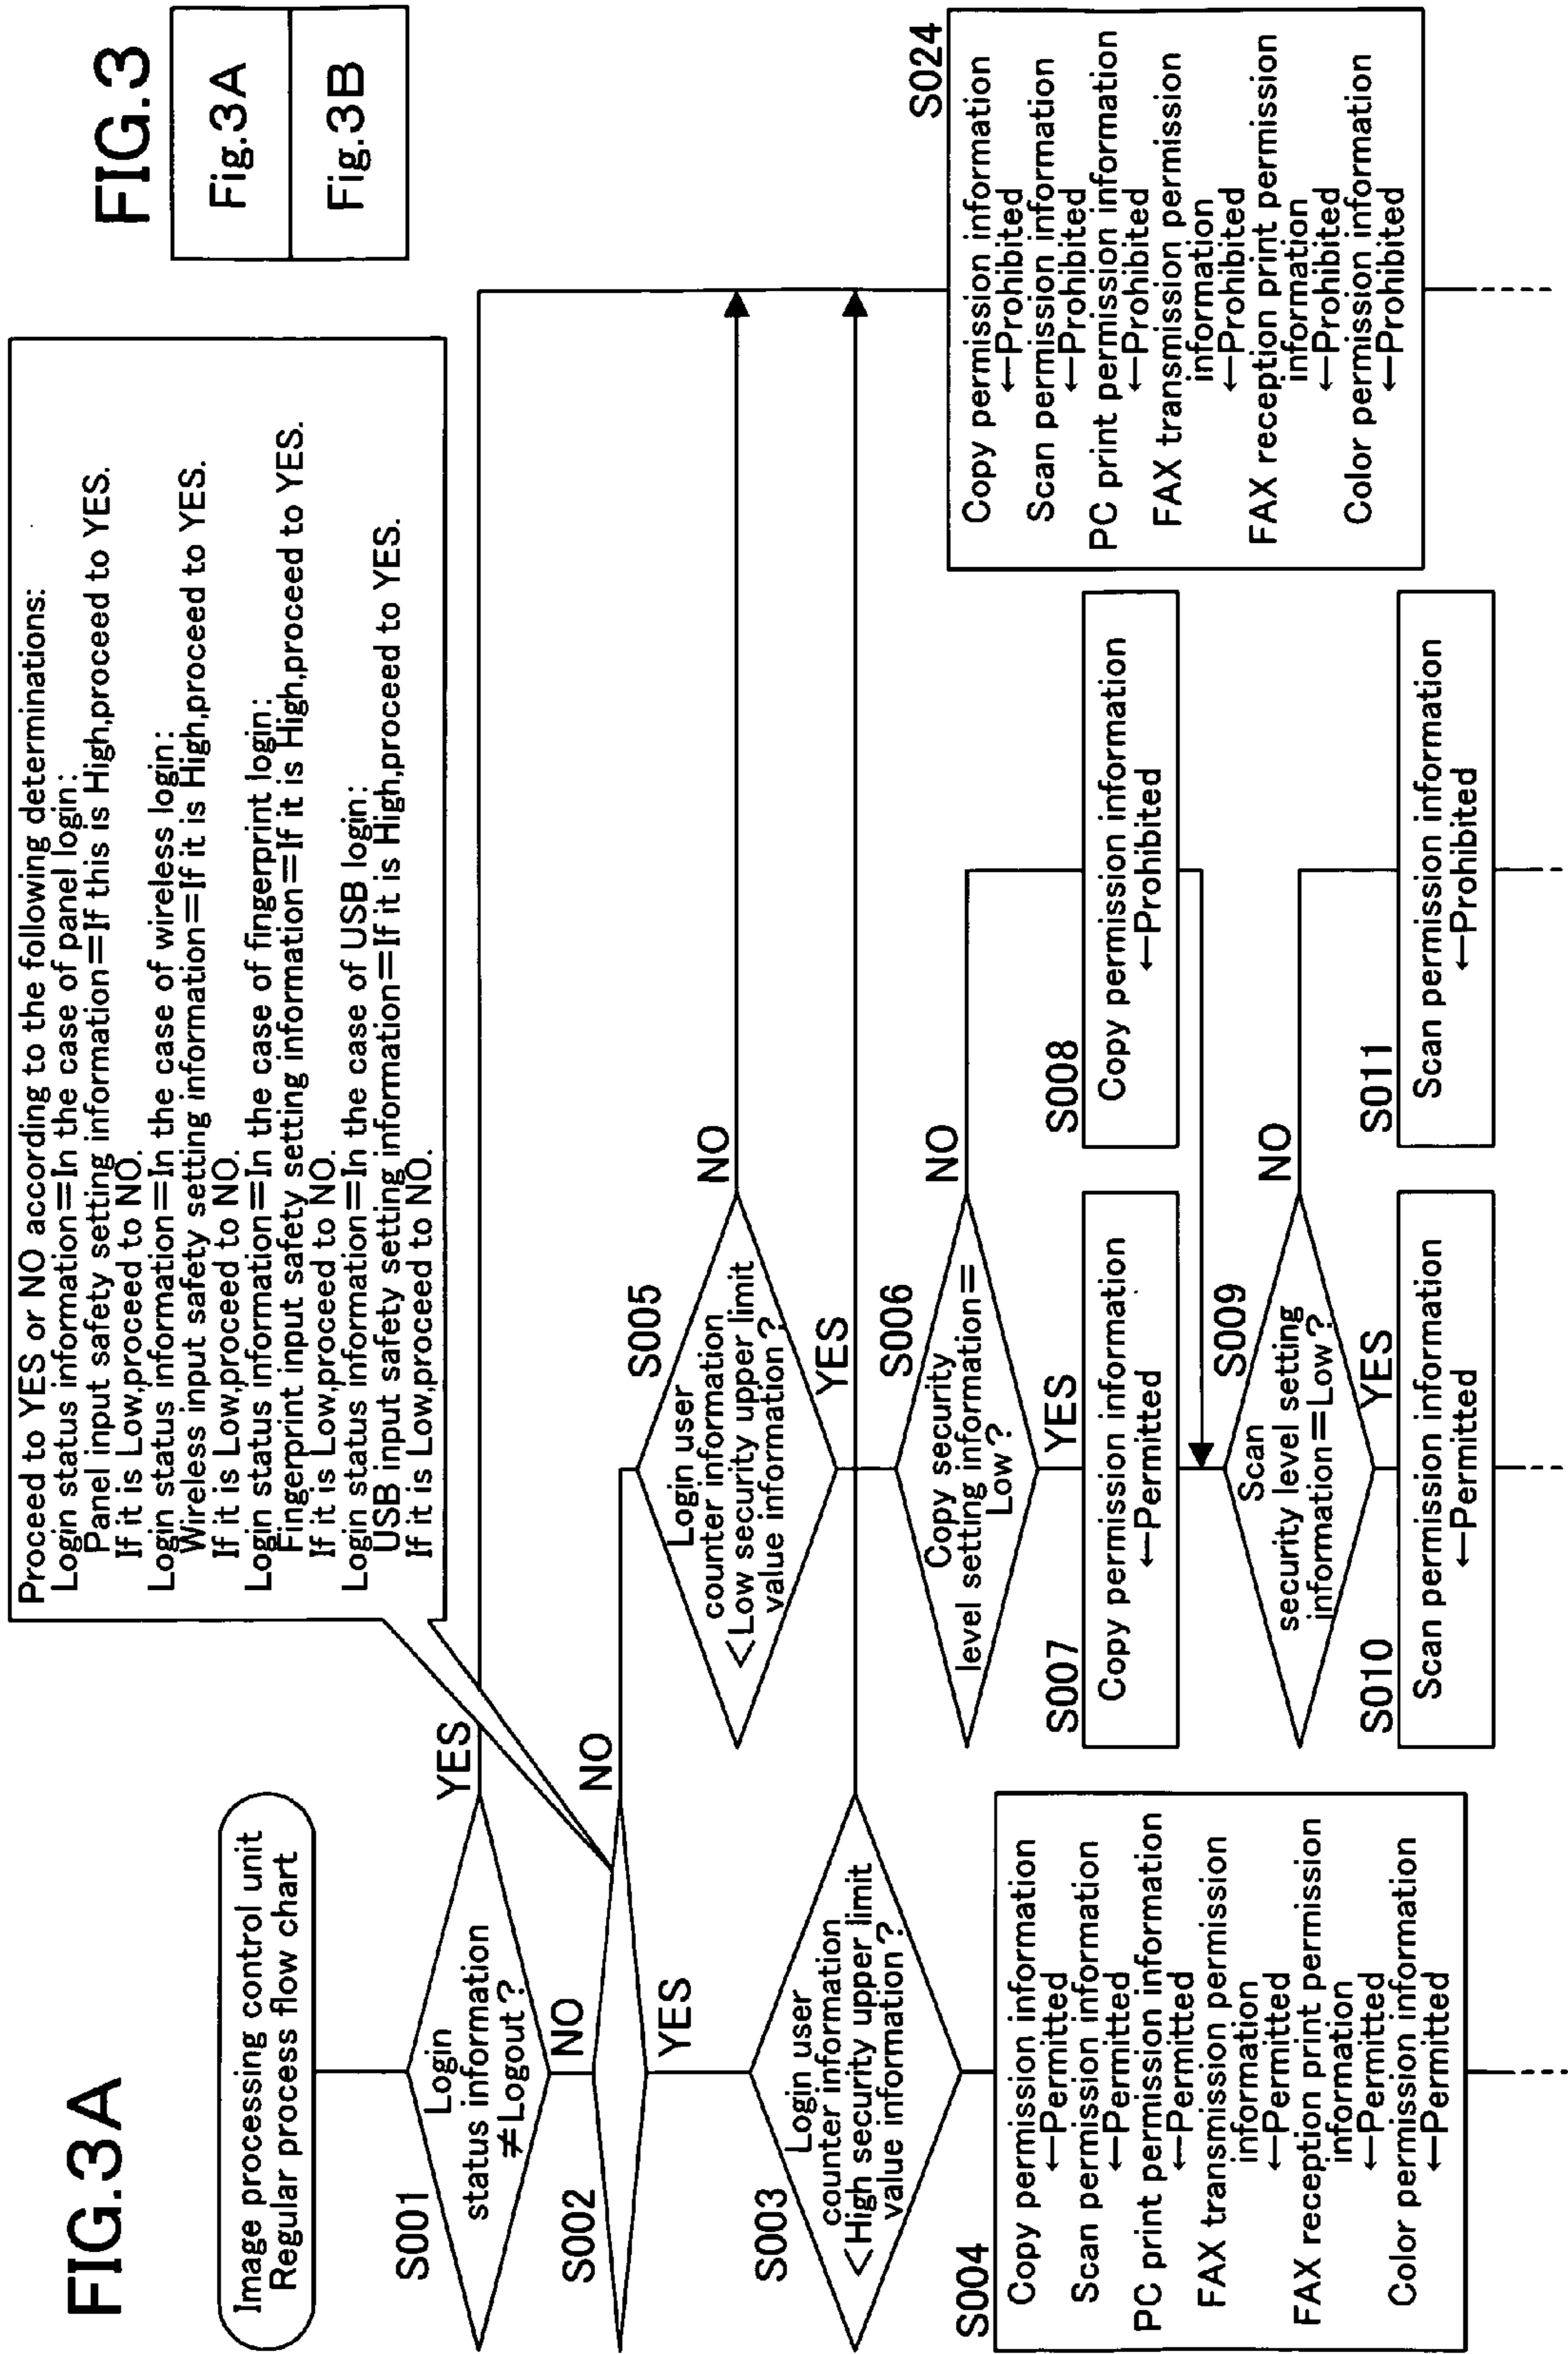 FIG.3A
FIG.3
Fig.3A
Fig.3B
Image processing control unit
Regular process flow chart
Proceed to YES or NO according to the following determinations:
Login status information=In the case of panel login:
Panel input safety setting information=If this is High,proceed to YES.
If it is Low,proceed to NO.
Login status information=In the case of wireless login:
Wireless input safety setting information=If it is High,proceed to YES.
If it is Low,proceed to NO.
Login status information=In the case of fingerprint login:
Fingerprint input safety setting information=If it is High,proceed to YES.
If it is Low,proceed to NO.
Login status information=In the case of USB login:
USB input safety setting information=If it is High,proceed to YES.
If it is Low,proceed to NO.
S001
Login
status information
≠Logout?
YES
NO
S002
NO
YES
S003
Login user
counter information
<High security upper limit
value information?
S004
Copy permission information
←Permitted
Scan permission information
←Permitted
PC print permission information
←Permitted
FAX transmission permission
information
←Permitted
FAX reception print permission
information
←Permitted
Color permission information
←Permitted
S005
Login user
counter information
<Low security upper limit
value information?
NO
YES
S006
Copy security
level setting information=
Low?
NO
YES
S007
Copy permission information
←Permitted
S008
Copy permission information
←Prohibited
S009
Scan
security level setting
information=Low?
NO
YES
S010
Scan permission information
←Permitted
S011
Scan permission information
←Prohibited
S024
Copy permission information
←Prohibited
Scan permission information
←Prohibited
PC print permission information
←Prohibited
FAX transmission permission
information
←Prohibited
FAX reception print permission
information
←Prohibited
Color permission information
←Prohibited